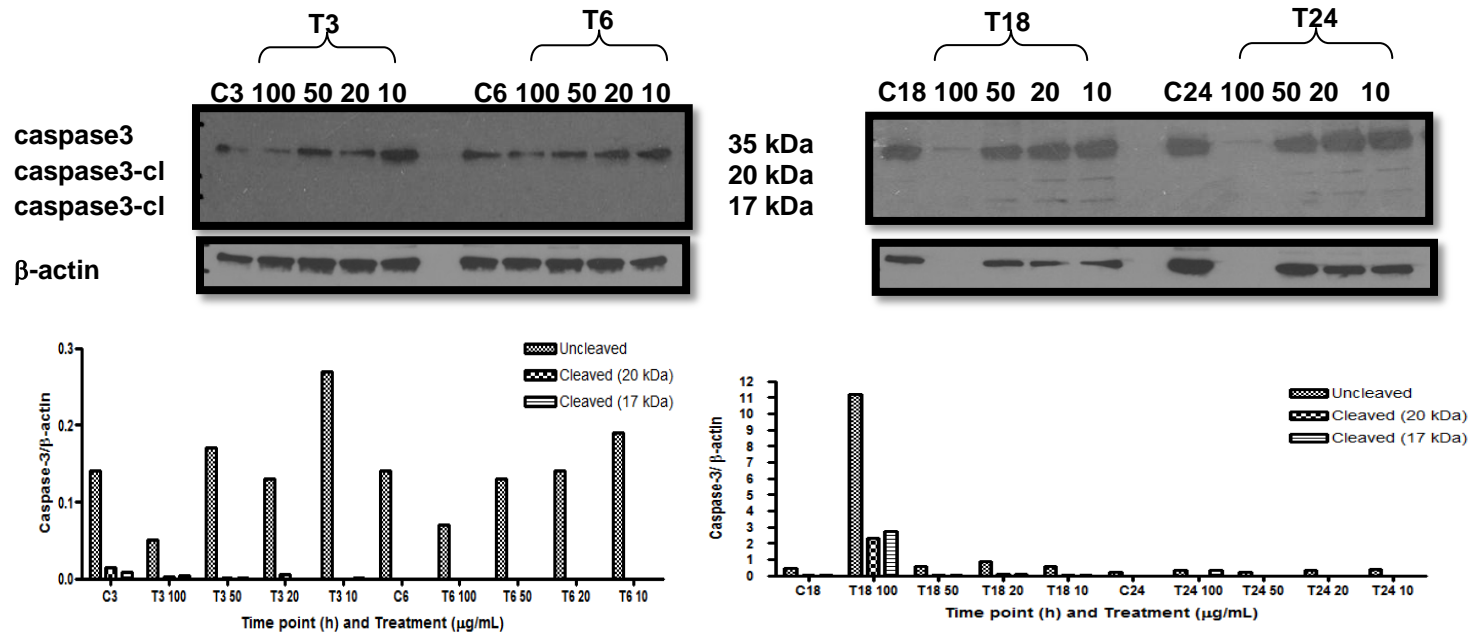 T3 T6 T18 T24
C3 100 50 20 10 C6 100 50 20 10 C18 100 50 20 10 C24 100 50 20 10
caspase3 35 kDa
caspase3-cl 20 kDa
caspase3-cl 17 kDa
β-actin
0.3
0.2
0.1
0.0
Caspase-3/β-actin
Uncleaved
Cleaved (20 kDa)
Cleaved (17 kDa)
C3 T3 100 T3 50 T3 20 T3 10 C6 T6 100 T6 50 T6 20 T6 10
Time point (h) and Treatment (μg/mL)
12
11
10
9
8
7
6
5
4
3
2
1
0
Caspase-3/ β-actin
Uncleaved
Cleaved (20 kDa)
Cleaved (17 kDa)
C18 T18 100 T18 50 T18 20 T18 10 C24 T24 100 T24 50 T24 20 T24 10
Time point (h) and Treatment (μg/mL)